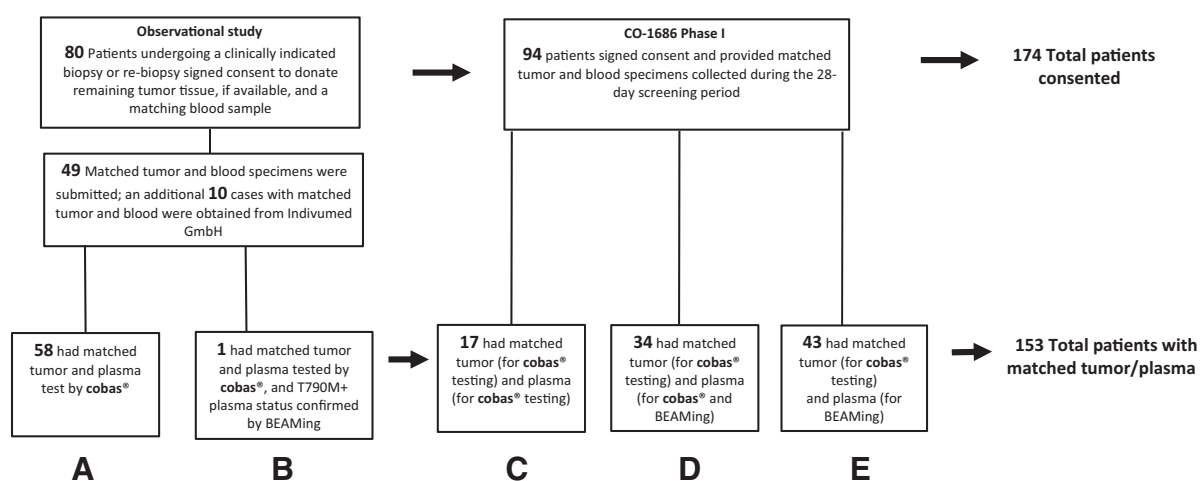 Observational study
80 Patients undergoing a clinically indicated
biopsy or re-biopsy signed consent to donate
remaining tumor tissue, if available, and a
matching blood sample
CO-1686 Phase I
94 patients signed consent and provided matched
tumor and blood specimens collected during the 28-
day screening period
174 Total patients
consented
49 Matched tumor and blood specimens were
submitted; an additional 10 cases with matched
tumor and blood were obtained from Indivumed
GmbH
58 had matched
tumor and plasma
test by cobas®
1 had matched tumor
and plasma tested by
cobas®, and T790M+
plasma status confirmed
by BEAMing
17 had matched
tumor (for cobas®
testing) and plasma
(for cobas® testing)
34 had matched
tumor (for cobas®
testing) and plasma
(for cobas® and
BEAMing)
43 had matched
tumor (for cobas®
testing)
and plasma (for
BEAMing)
153 Total patients with
matched tumor/plasma
A
B
C
D
E